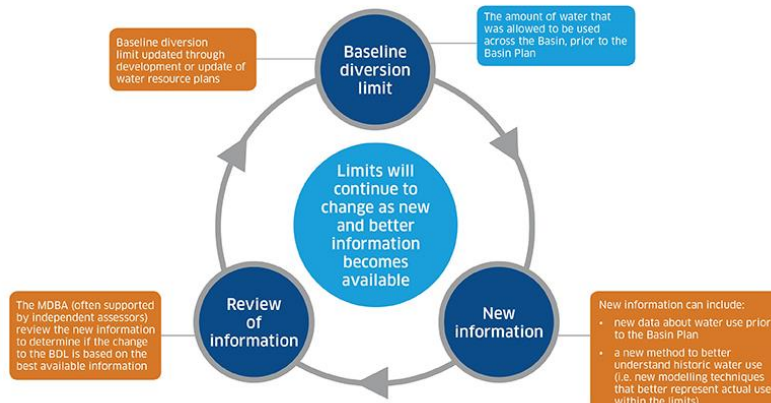 Baseline diversion
limit updated through
development or update of
water resource plans
Baseline
diversion
limit
The amount of water that
was allowed to be used
across the Basin, prior to the
Basin Plan
Limits will
continue to
change as new
and better
information
becomes
available
The MDBA (often supported
by independent assessors)
review the new information
to determine if the change
to the BDL is based on the
best available information
Review
of
information
New
information
New information can include:
• new data about water use prior
to the Basin Plan
• a new method to better
understand historic water use
(i.e. new modelling techniques
that better represent actual use
within the limits)